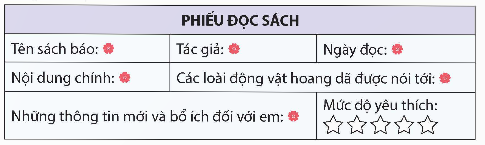 PHIẾU ĐỌC SÁCH
Tên sách báo:
Tác giả:
Ngày đọc:
Nội dung chính:
Các loài động vật hoang dã được nói tới:
Những thông tin mới và bổ ích đối với em:
Mức độ yêu thích: